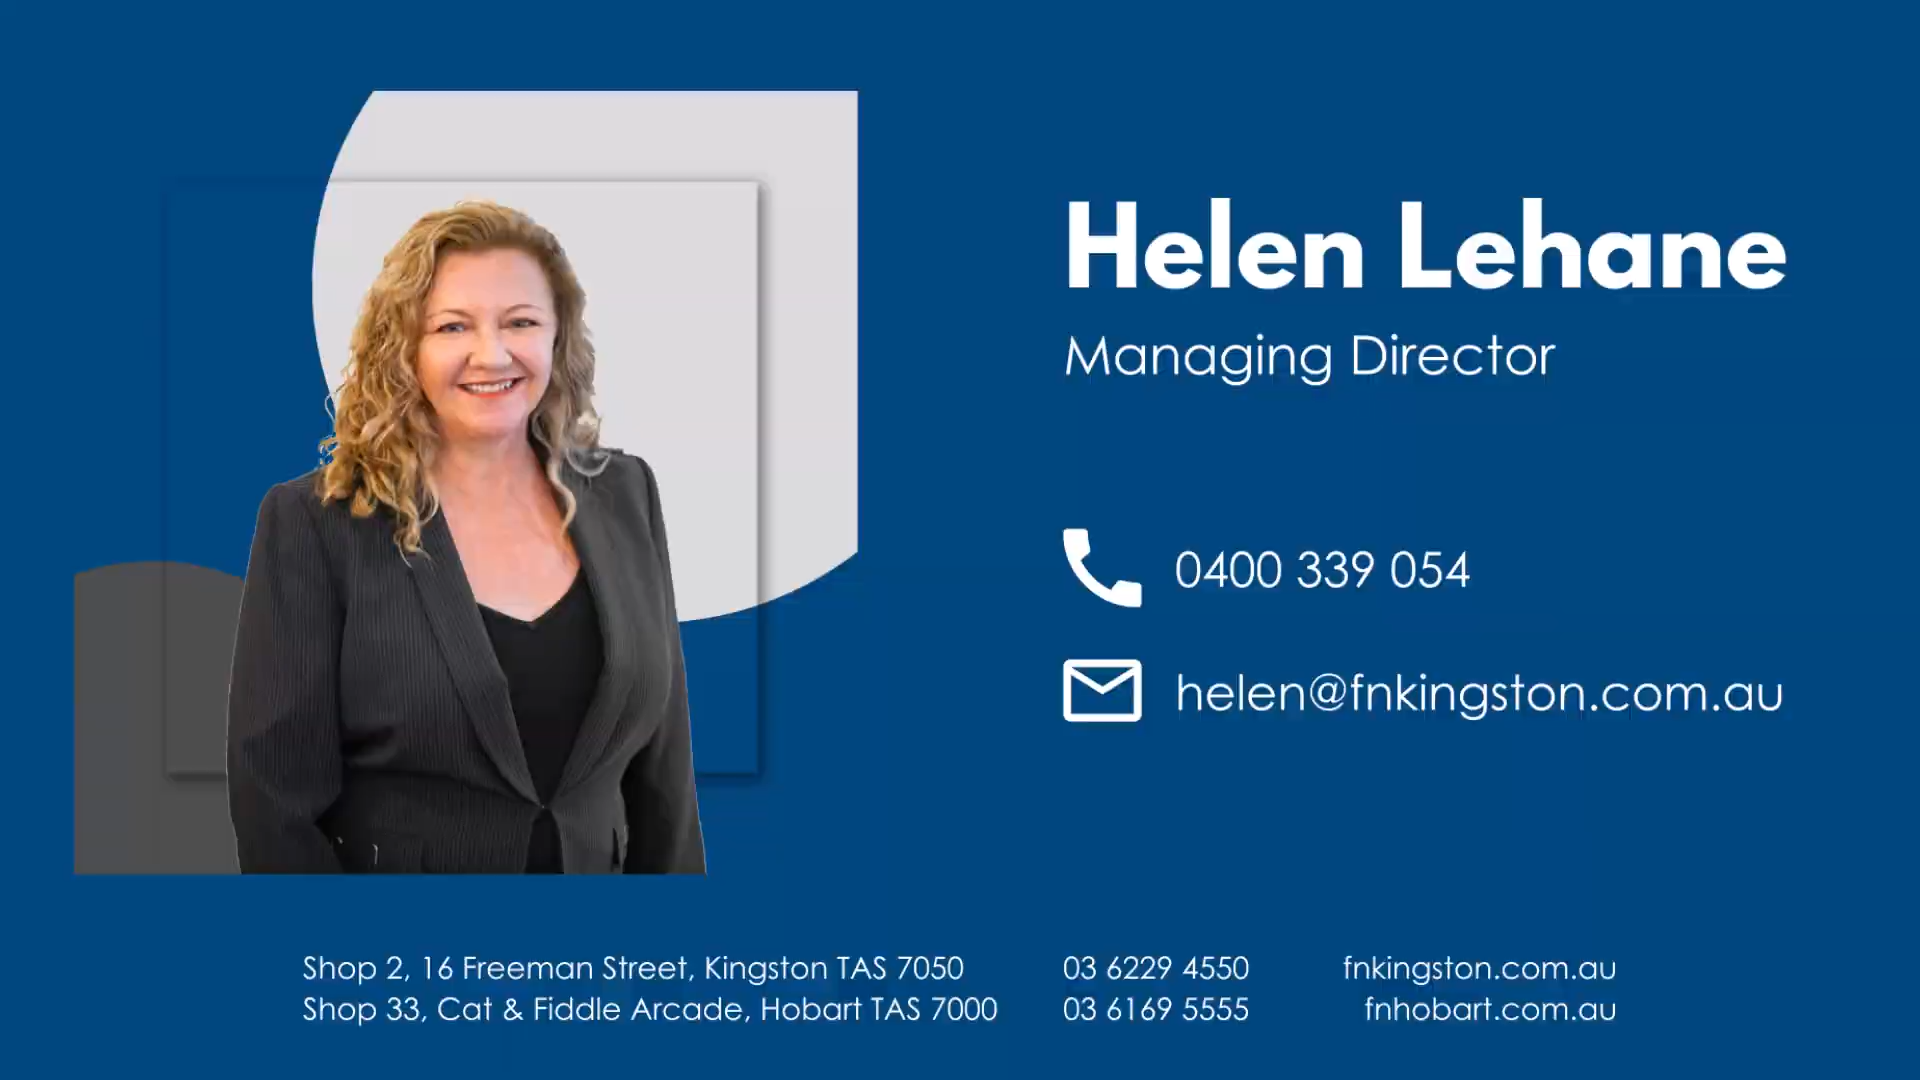 Helen Lehane
Managing Director
0400 339 054
helen@fnkingston.com.au
Shop 2, 16 Freeman Street, Kingston TAS 7050 03 6229 4550 fnkingston.com.au
Shop 33, Cat & Fiddle Arcade, Hobart TAS 7000 03 6169 5555 fnhobart.com.au